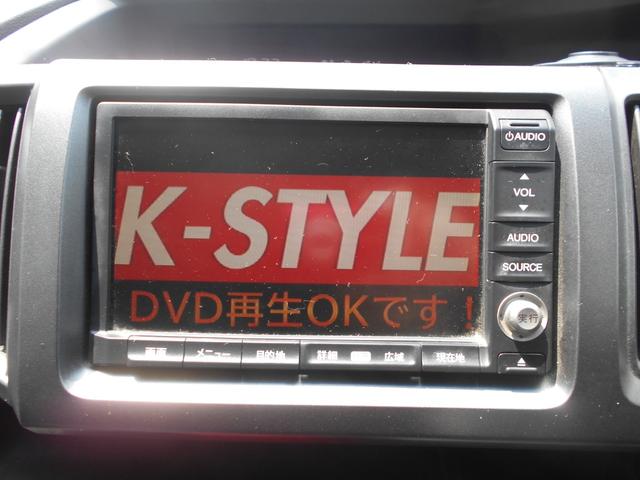 K-STYLE
DVD再生OKです!
AUDIO
VOL
AUDIO
SOURCE
実行
画面
メニュー
目的地
詳細
広域
現在地